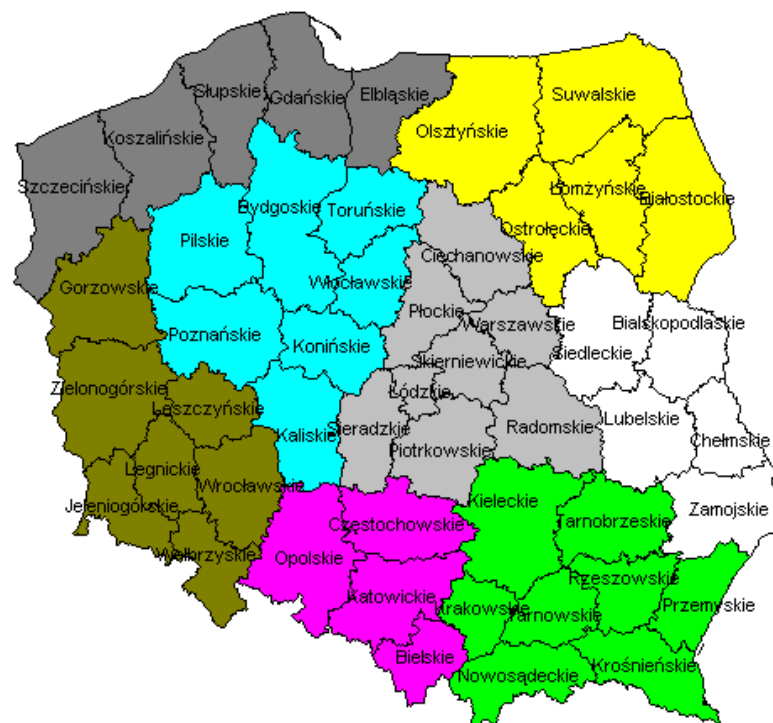 Słupskie
Gdańskie
Elbląskie
Suwalskie
Koszalińskie
Olsztyńskie
Szczecińskie
Bydgoskie
Toruńskie
Łomżyńskie
Białostockie
Pilskie
Ostrołęckie
Ciechanowskie
Gorzowskie
Włocławskie
Płockie
Warszawskie
Bialskopodlaskie
Poznańskie
Konińskie
Skierniewickie
Siedleckie
Zielonogórskie
Leszczyńskie
Łódzkie
Kaliskie
Sieradzkie
Radomskie
Lubelskie
Chełmskie
Piotrkowskie
Legnickie
Wrocławskie
Kieleckie
Jeleniogórskie
Zamojskie
Częstochowskie
Tarnobrzeskie
Wałbrzyskie
Opolskie
Rzeszowskie
Katowickie
Krakowskie
Tarnowskie
Przemyskie
Bielskie
Nowosądeckie
Krośnieńskie